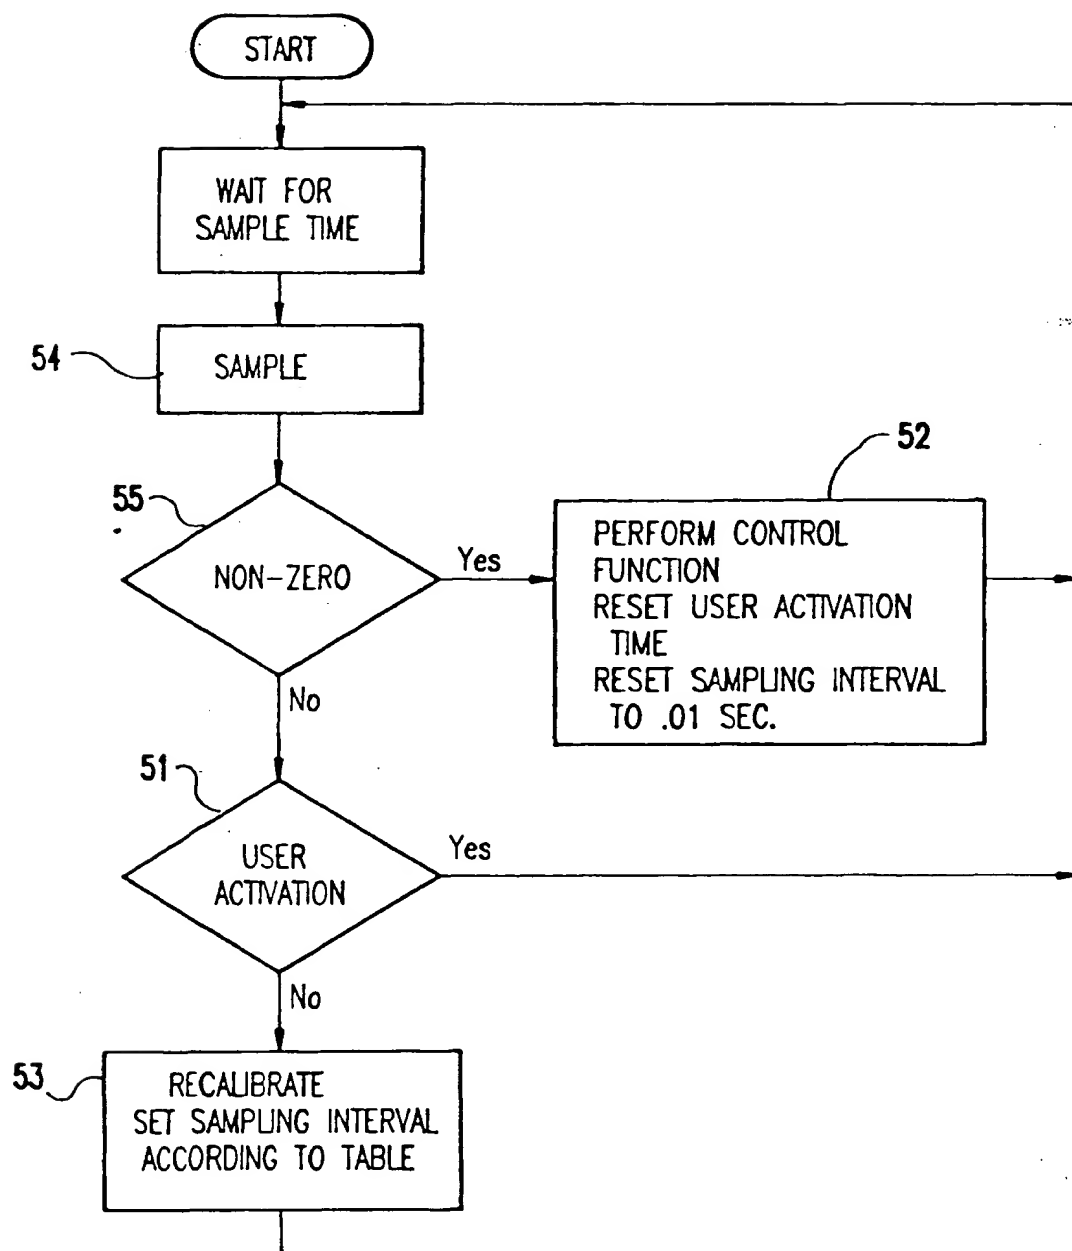 START
WAIT FOR
SAMPLE TIME
54
SAMPLE
52
55
NON-ZERO
Yes
PERFORM CONTROL
FUNCTION
RESET USER ACTIVATION
TIME
RESET SAMPLING INTERVAL
TO .01 SEC.
No
51
USER
ACTIVATION
Yes
No
53
RECALIBRATE
SET SAMPLING INTERVAL
ACCORDING TO TABLE